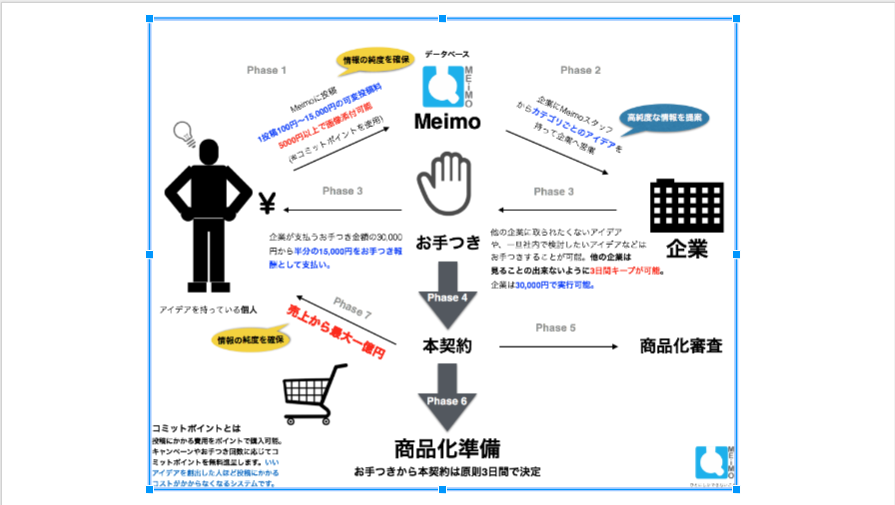 Phase 1
情報の純度を確保
データベース
Phase 2
MEIMO
Meimo
Meimoに投稿
1投稿100円〜15,000円の可変投稿料
5000円以上で画像添付可能
(※コミットポイントを使用)
企業にMeimoスタッフ
からカテゴリごとのアイデアを
持って企業へ営業
高純度な情報を提案
Phase 3
Phase 3
¥
お手つき
企業が支払うお手つき金額の30,000
円から半分の15,000円をお手つき報
酬として支払い。
他の企業に取られたくないアイデア
や、一旦社内で検討したいアイデアなどは
お手つきすることが可能。他の企業は
見ることの出来ないように3日間キープが可能。
企業は30,000円で実行可能。
企業
アイデアを持っている個人
Phase 4
Phase 7
売上から最大一億円
情報の純度を確保
本契約
Phase 5
商品化審査
Phase 6
商品化準備
お手つきから本契約は原則3日間で決定
コミットポイントとは
投稿にかかる費用をポイントで購入可能。
キャンペーンやお手つき回数に応じてコ
ミットポイントを無料進呈します。いい
アイデアを創出した人ほど投稿にかかる
コストがかからなくなるシステムです。
MEIMO